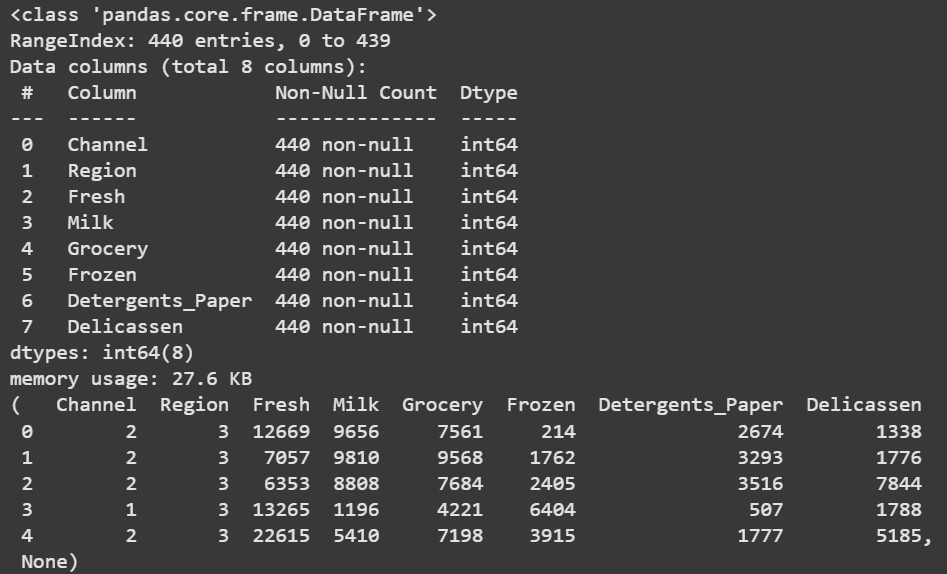 <class 'pandas.core.frame.DataFrame'>
RangeIndex: 440 entries, 0 to 439
Data columns (total 8 columns):
 #   Column            Non-Null Count  Dtype
---  ------            --------------  -----
 0   Channel           440 non-null    int64
 1   Region            440 non-null    int64
 2   Fresh             440 non-null    int64
 3   Milk              440 non-null    int64
 4   Grocery           440 non-null    int64
 5   Frozen            440 non-null    int64
 6   Detergents_Paper  440 non-null    int64
 7   Delicassen        440 non-null    int64
dtypes: int64(8)
memory usage: 27.6 KB
(   Channel  Region  Fresh  Milk  Grocery  Frozen  Detergents_Paper  Delicassen
 0        2       3  12669  9656     7561     214              2674        1338
 1        2       3   7057  9810     9568    1762              3293        1776
 2        2       3   6353  8808     7684    2405              3516        7844
 3        1       3  13265  1196     4221    6404               507        1788
 4        2       3  22615  5410     7198    3915              1777        5185,
 None)